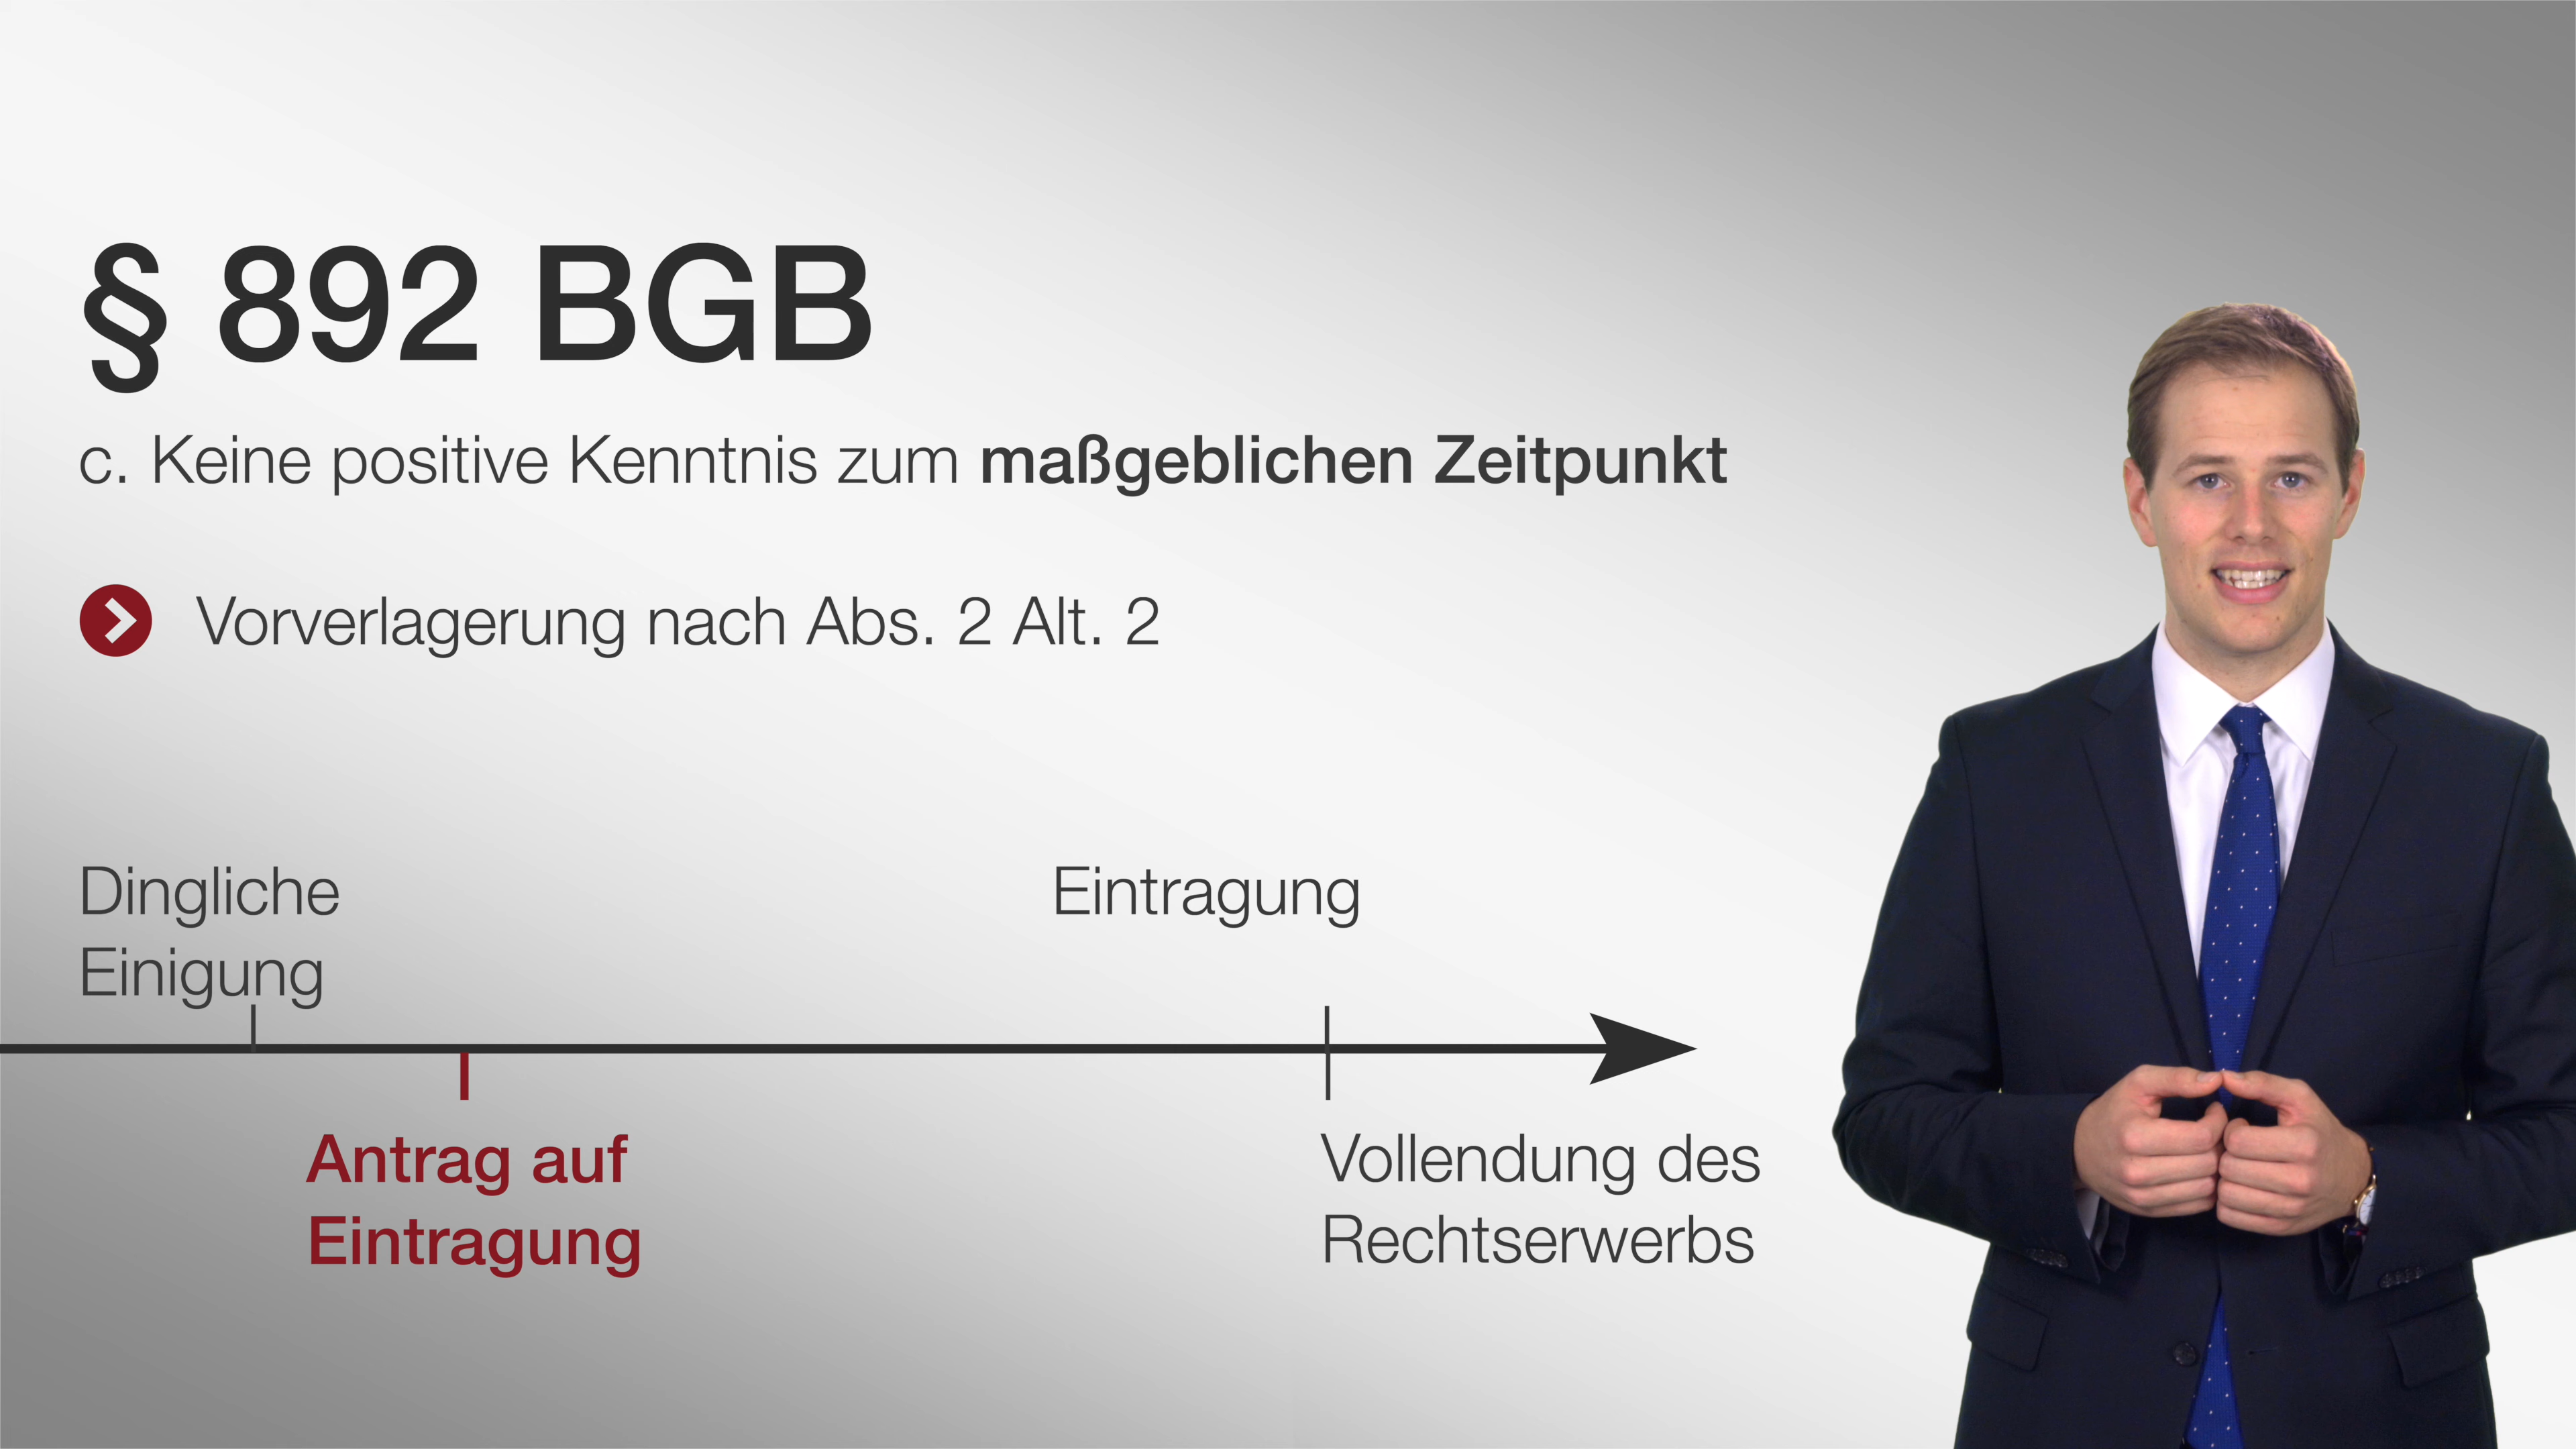 § 892 BGB
c. Keine positive Kenntnis zum maßgeblichen Zeitpunkt
Vorverlagerung nach Abs. 2 Alt. 2
Dingliche
Einigung
Eintragung
Antrag auf
Eintragung
Vollendung des
Rechtserwerbs